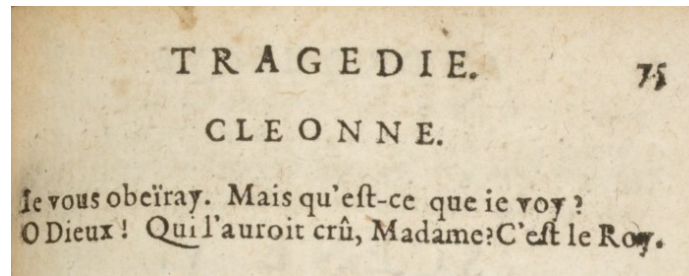 TRAGEDIE. 75
CLEONNE.
Ie vous obeïray. Mais qu'eſt-ce que ie voy ?
O Dieux ! Qui l'auroit crû, Madame?C'eſt le Roy.